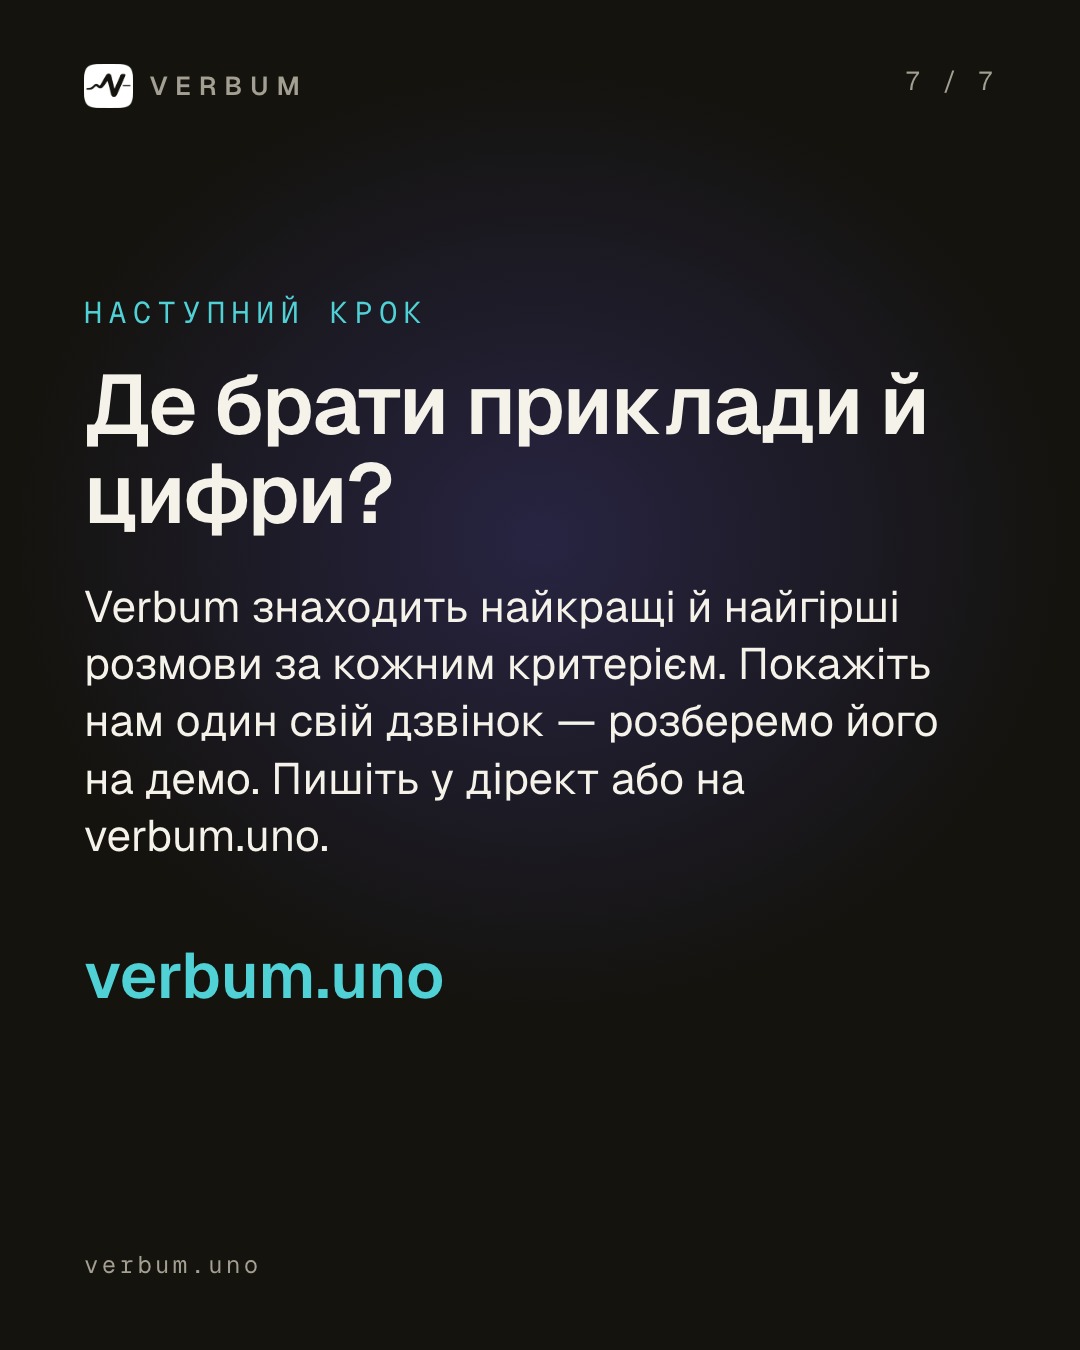 VERBUM
7 / 7
НАСТУПНИЙ КРОК
Де брати приклади й
цифри?
Verbum знаходить найкращі й найгірші
розмови за кожним критерієм. Покажіть
нам один свій дзвінок — розберемо його
на демо. Пишіть у дірект або на
verbum.uno.
verbum.uno
verbum.uno